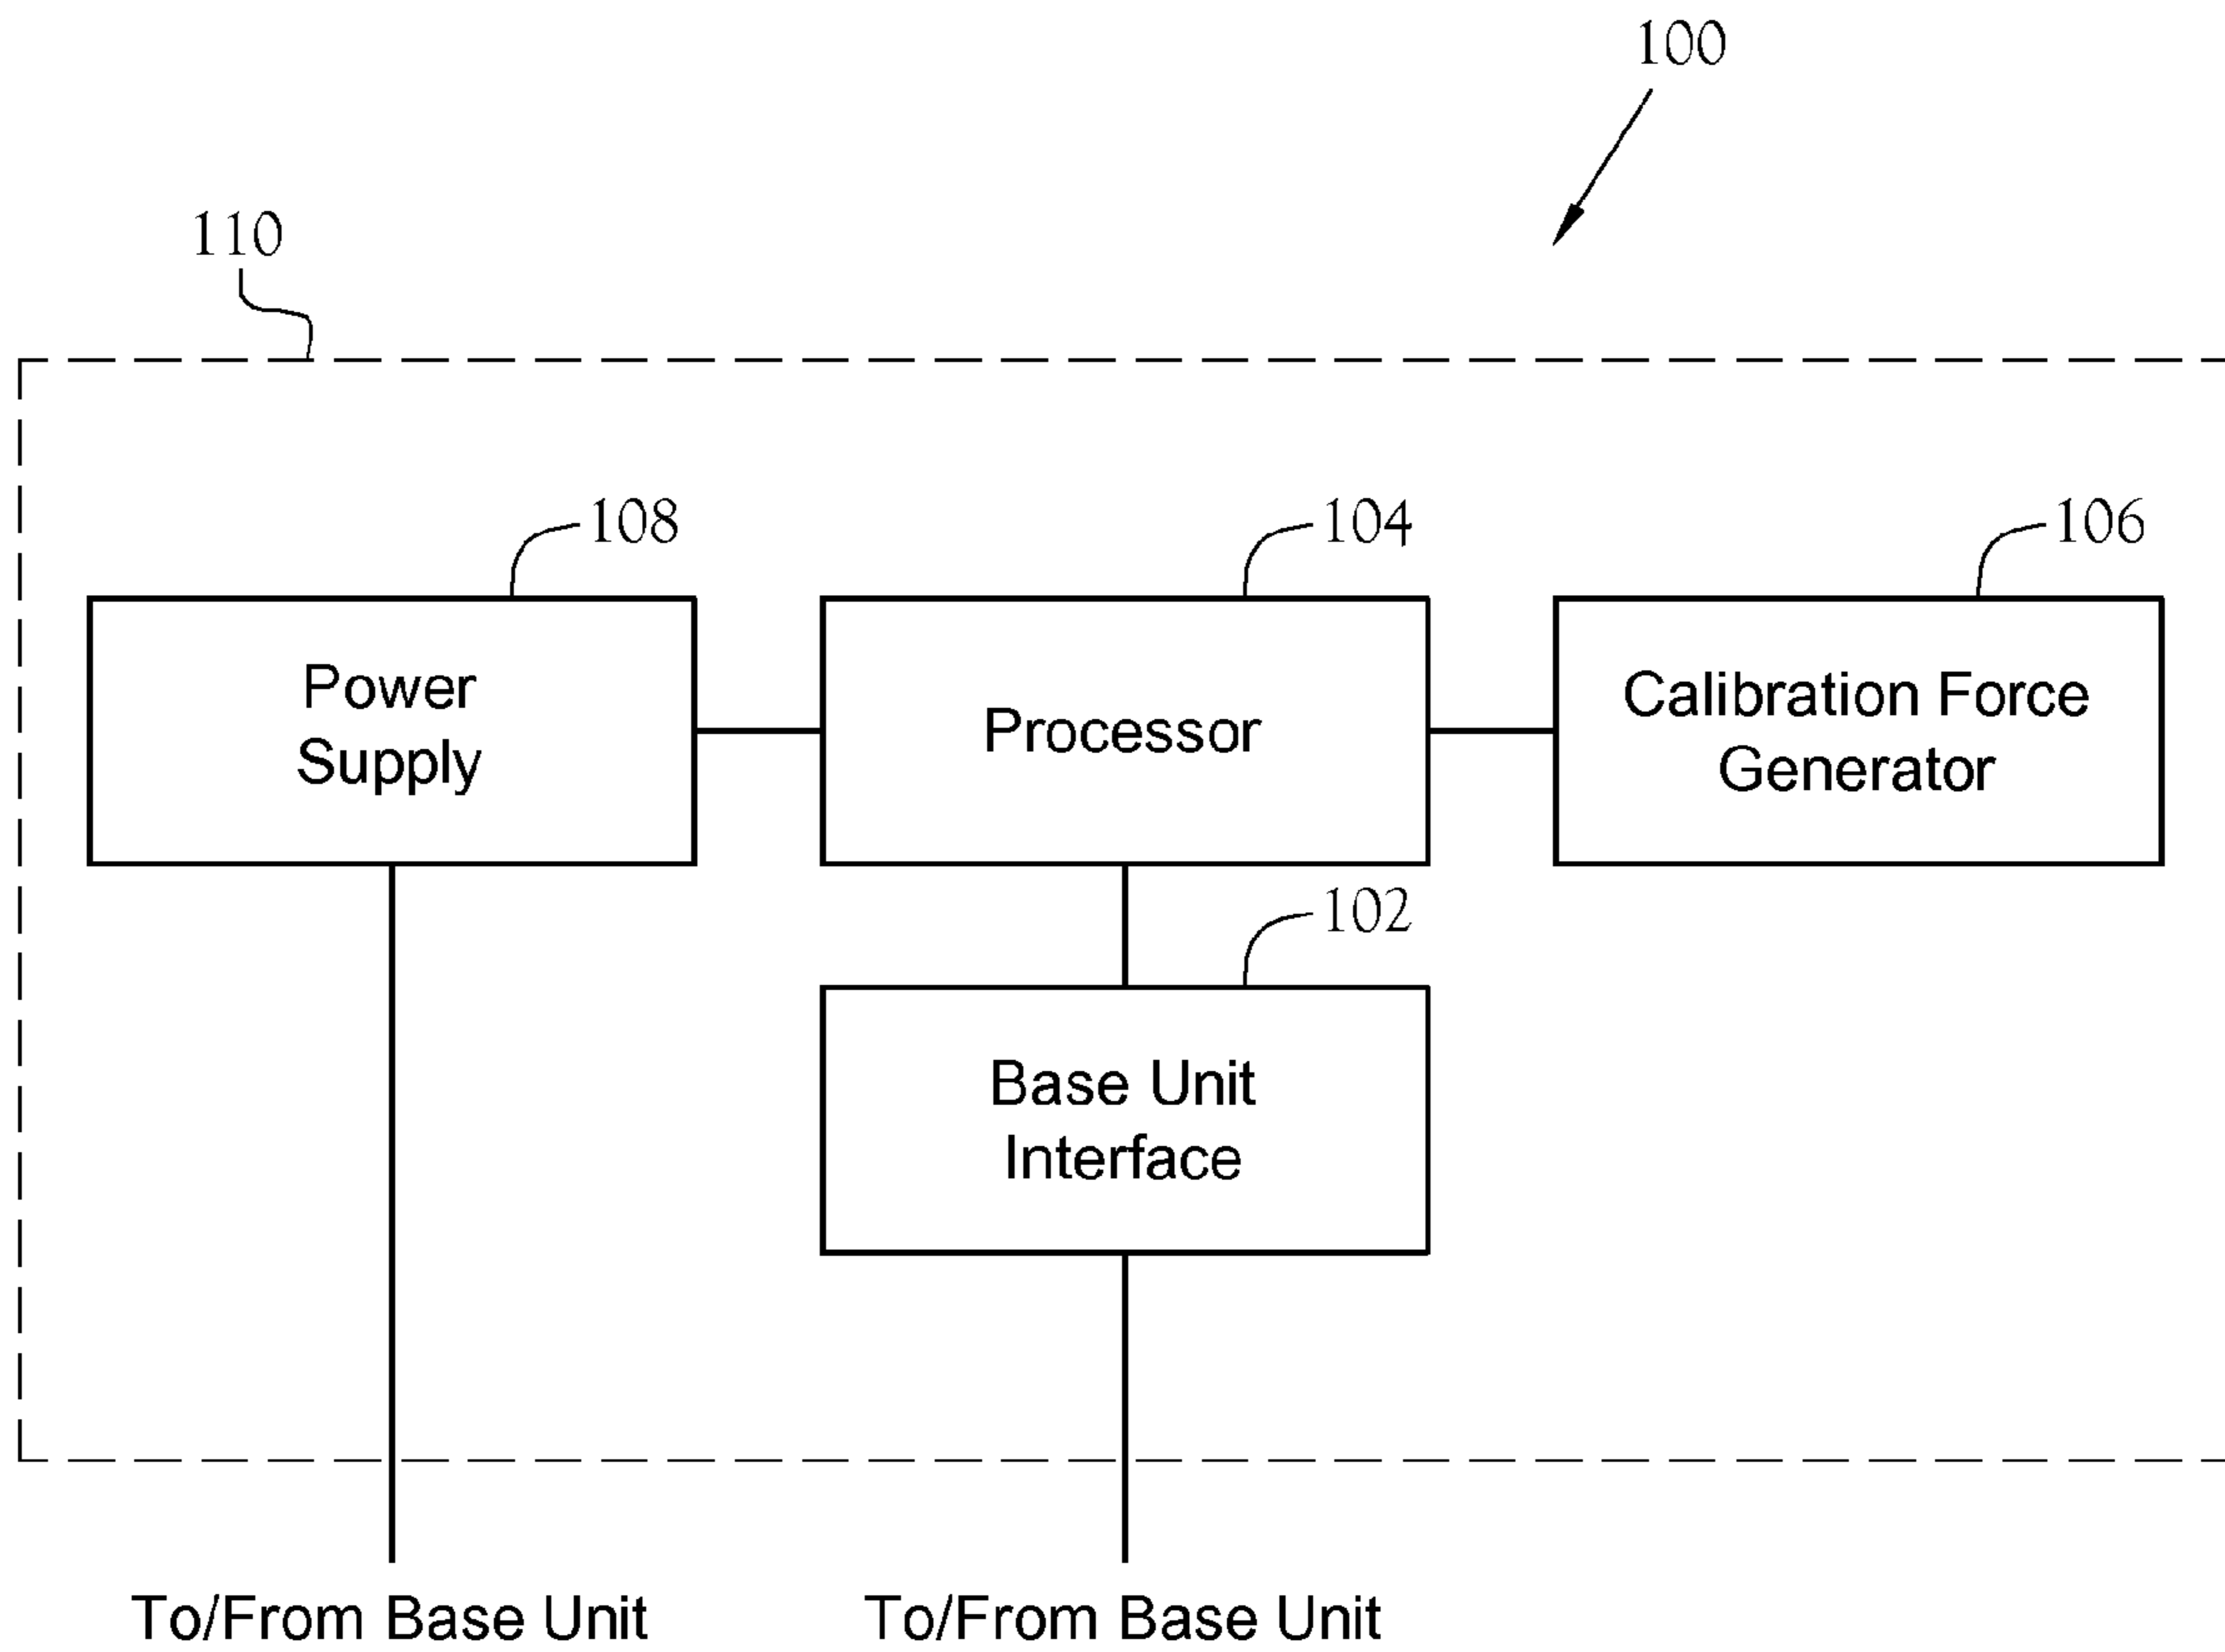 100
110
108
104
106
Power
Supply
Processor
Calibration Force
Generator
102
Base Unit
Interface
To/From Base Unit
To/From Base Unit